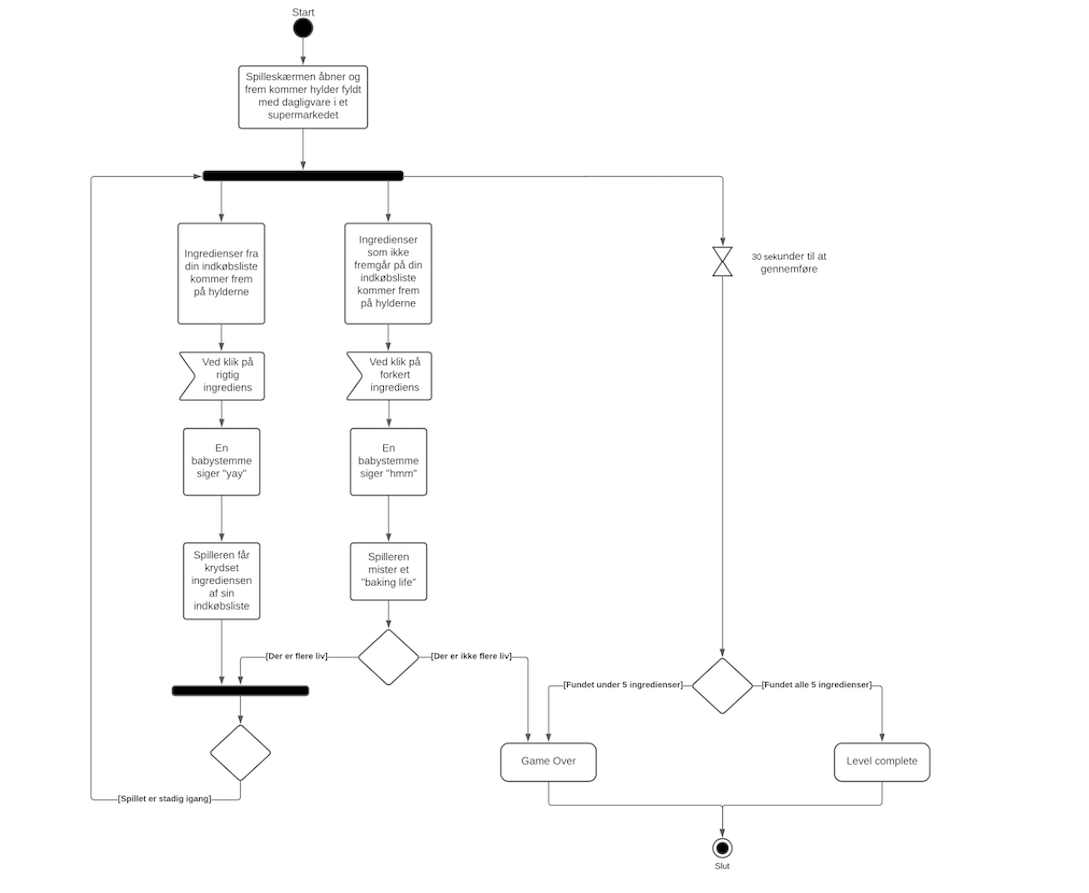 Start
Spilleskærmen åbner og
frem kommer hylder fyldt
med dagligvare i et
supermarkedet
Ingredienser fra
din indkøbsliste
kommer frem
på hylderne
Ingredienser
som ikke
fremgår på din
indkøbsliste
kommer frem
på hylderne
30 sekunder til at
gennemføre
Ved klik på
rigtig
ingrediens
Ved klik på
forkert
ingrediens
En
babystemme
siger "yay"
En
babystemme
siger "hmm"
Spilleren får
krydset
ingrediensen
af sin
indkøbsliste
Spilleren
mister et
"baking life"
[Der er flere liv]
[Der er ikke flere liv]
[Fundet under 5 ingredienser]
[Fundet alle 5 ingredienser]
Game Over
Level complete
[Spillet er stadig igang]
Slut